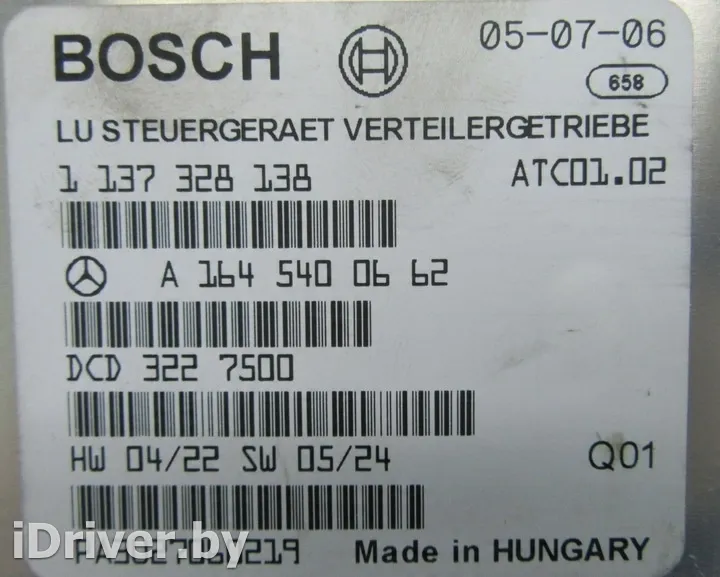 BOSCH 05-07-06
658
LU STEUERGERAET VERTEILERGETRIEBE
1 137 328 138 ATC01.02
A 164 540 06 62
DCD 322 7500
HW 04/22 SW 05/24 Q01
Made in HUNGARY
iDriver.by